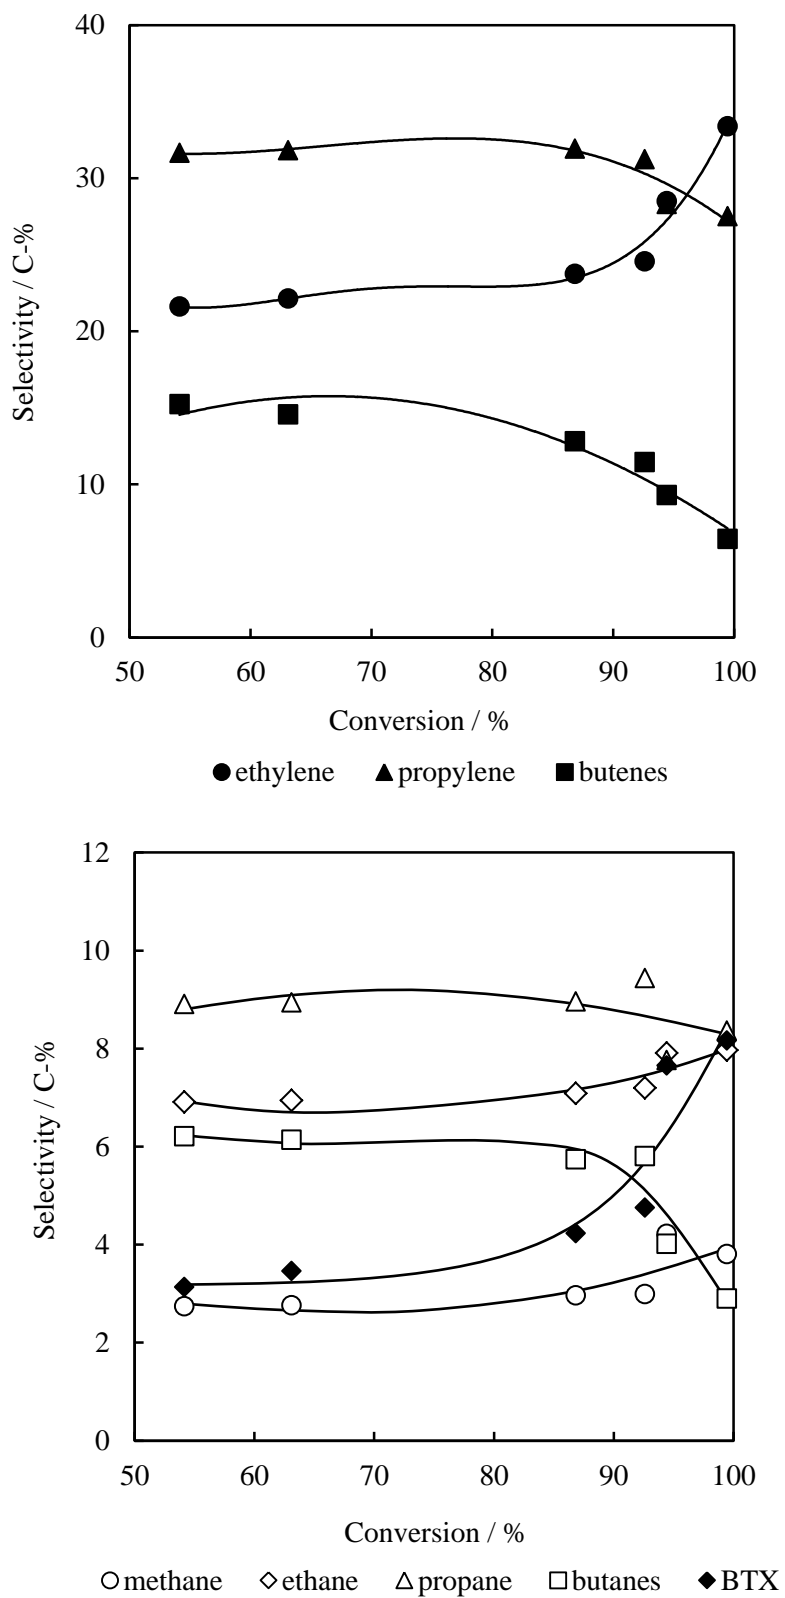 40
30
20
10
0
Selectivity / C-%
50 60 70 80 90 100
Conversion / %
ethylene propylene butenes
12
10
8
6
4
2
0
Selectivity / C-%
50 60 70 80 90 100
Conversion / %
methane ethane propane butanes BTX